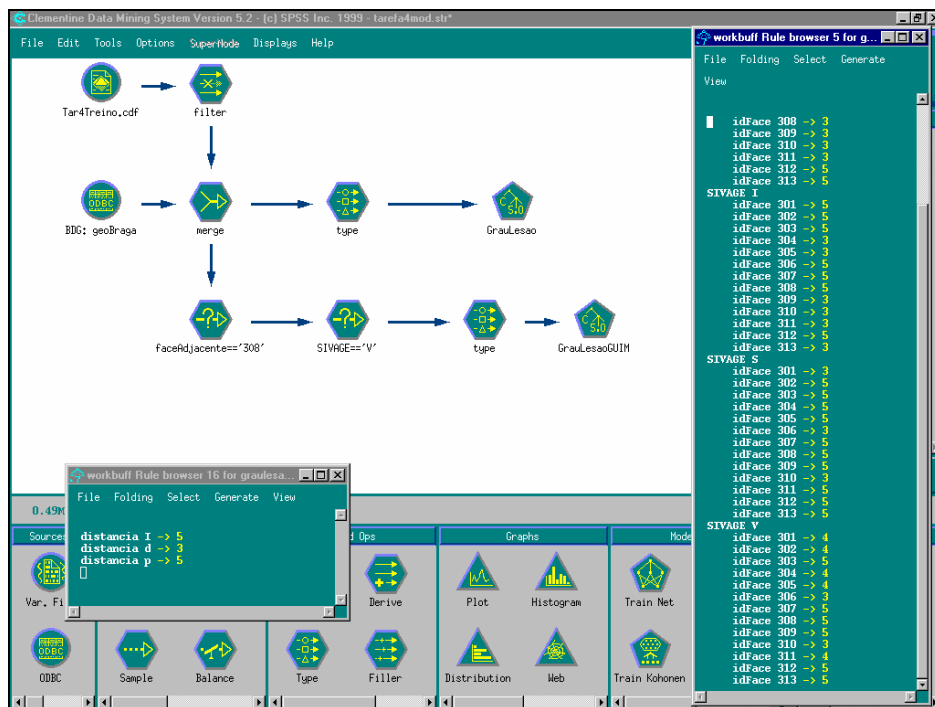 Clementine Data Mining System Version 5.2 - (c) SPSS Inc. 1999 - tarefa4mod.str*
File Edit Tools Options SuperNode Displays Help
Tar4Treino.cdf
filter
ODBC
BDG: geoBraga
merge
type
C5.0
GrauLesao
faceAdjacente=='308'
SIVAGE=='V'
type
C5.0
GrauLesaoGUIM
workbuff Rule browser 16 for graulesa...
File Folding Select Generate View
distancia I -> 5
distancia d -> 3
distancia p -> 5
0.49M
Sources
d Ops
Graphs
Mode
Var. Fi
Derive
Plot
Histogram
Train Net
ODBC
ODBC
Sample
Balance
Type
Filler
Distribution
Web
Train Kohonen
workbuff Rule browser 5 for g...
File Folding Select Generate
View
idFace 308 -> 3
idFace 309 -> 3
idFace 310 -> 3
idFace 311 -> 3
idFace 312 -> 5
idFace 313 -> 5
SIVAGE I
idFace 301 -> 5
idFace 302 -> 5
idFace 303 -> 5
idFace 304 -> 3
idFace 305 -> 3
idFace 306 -> 5
idFace 307 -> 5
idFace 308 -> 5
idFace 309 -> 3
idFace 310 -> 3
idFace 311 -> 3
idFace 312 -> 5
idFace 313 -> 3
SIVAGE S
idFace 301 -> 3
idFace 302 -> 5
idFace 303 -> 5
idFace 304 -> 5
idFace 305 -> 5
idFace 306 -> 3
idFace 307 -> 5
idFace 308 -> 5
idFace 309 -> 5
idFace 310 -> 3
idFace 311 -> 5
idFace 312 -> 5
idFace 313 -> 5
SIVAGE V
idFace 301 -> 4
idFace 302 -> 4
idFace 303 -> 5
idFace 304 -> 4
idFace 305 -> 4
idFace 306 -> 3
idFace 307 -> 5
idFace 308 -> 5
idFace 309 -> 5
idFace 310 -> 3
idFace 311 -> 4
idFace 312 -> 5
idFace 313 -> 5